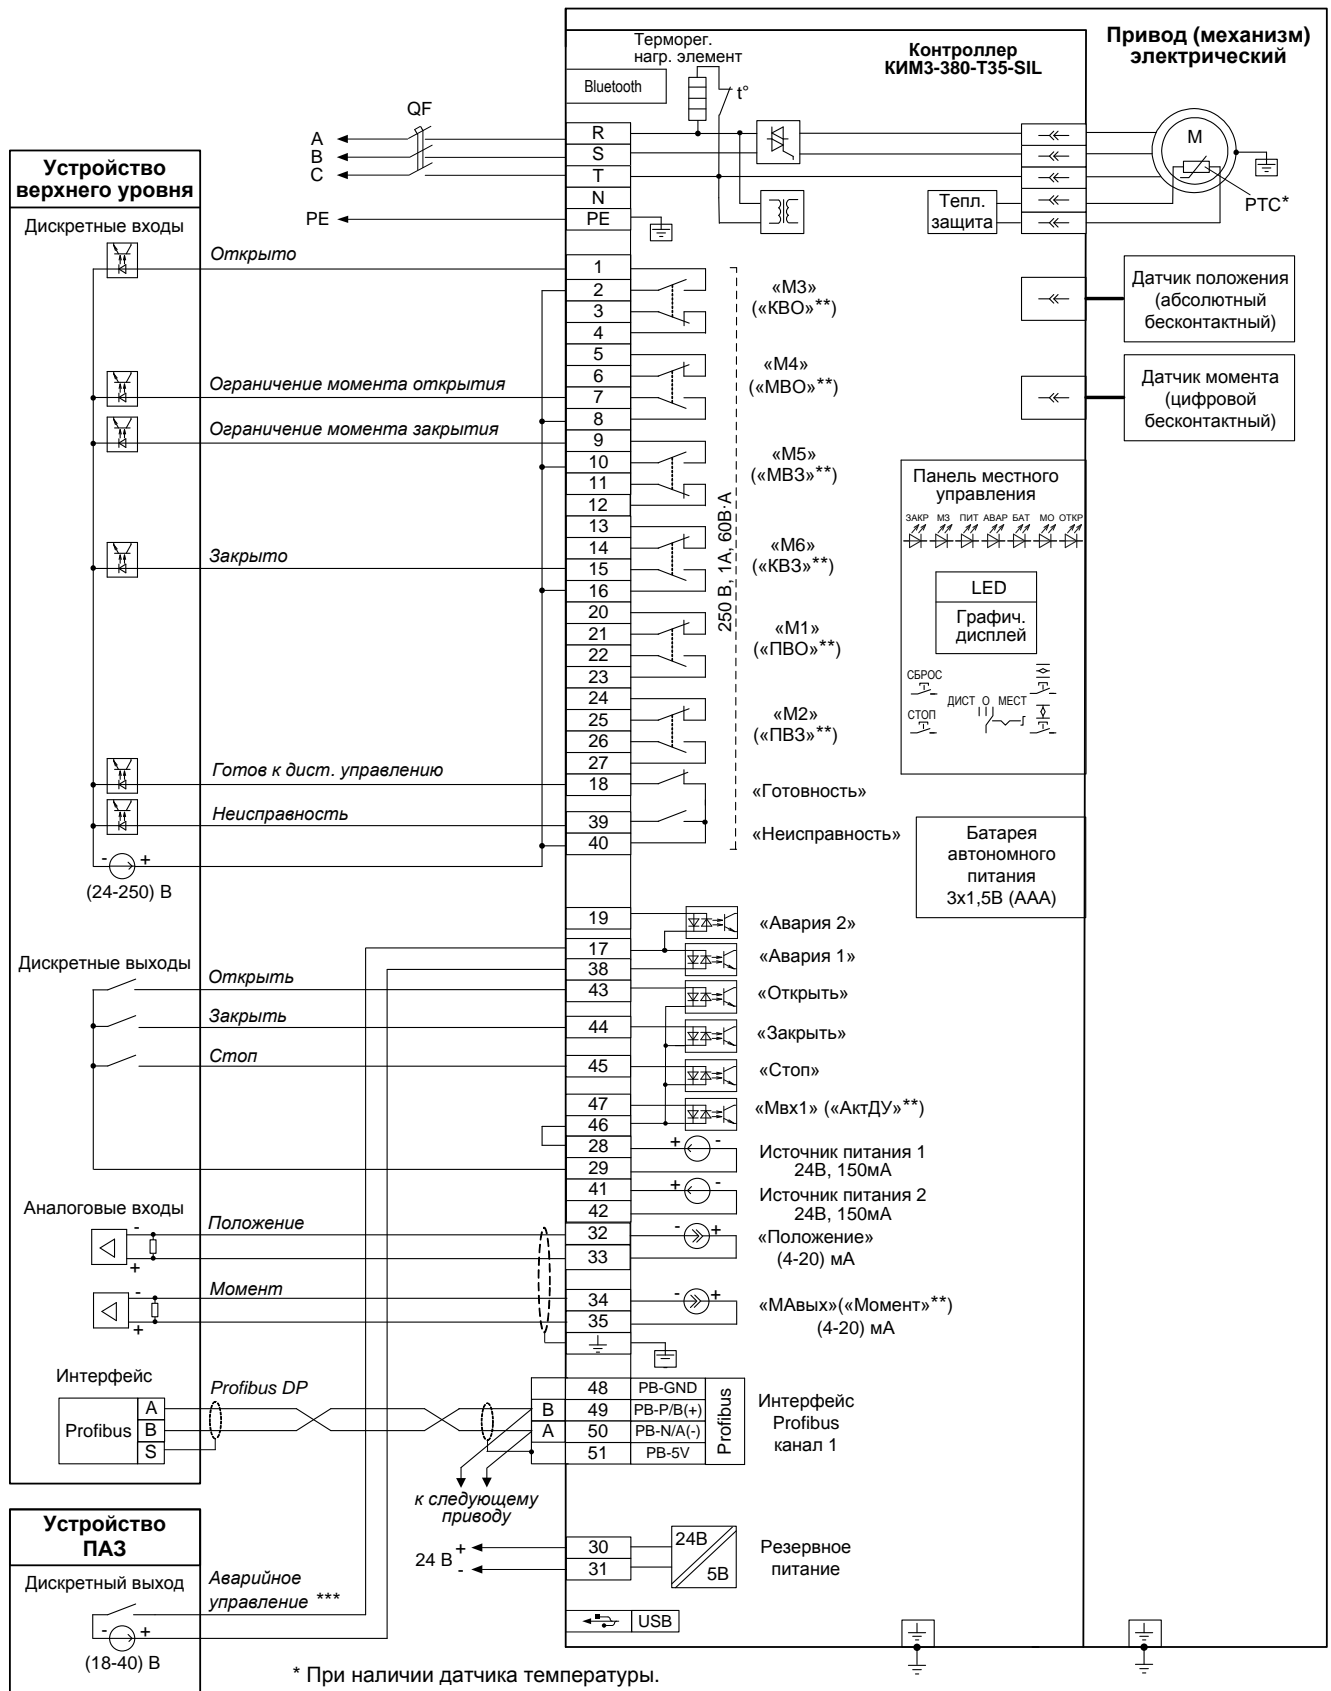 Привод (механизм)
электрический
Контроллер
КИМ3-380-Т35-SIL
Терморег.
нагр. элемент
Bluetooth
t°
QF
A
B
C
PE
R
S
T
N
PE
M
PTC*
Тепл.
защита
Устройство
верхнего уровня
Дискретные входы
Открыто
1
2
3
4
«М3»
(«КВО»**)
Датчик положения
(абсолютный
бесконтактный)
5
6
7
8
«М4»
(«МВО»**)
Ограничение момента открытия
Датчик момента
(цифровой
бесконтактный)
Ограничение момента закрытия
9
10
11
12
«М5»
(«МВЗ»**)
Панель местного
управления
ЗАКР МЗ ПИТ АВАР БАТ МО ОТКР
LED
Графич.
дисплей
СБРОС
СТОП
ДИСТ О МЕСТ
13
14
15
16
«М6»
(«КВЗ»**)
Закрыто
250 В, 1А, 60В·А
20
21
22
23
«М1»
(«ПВО»**)
24
25
26
27
«М2»
(«ПВЗ»**)
Готов к дист. управлению
18
«Готовность»
Неисправность
39
40
«Неисправность»
- +
(24-250) В
Батарея
автономного
питания
3х1,5В (ААА)
19
«Авария 2»
17
38
«Авария 1»
Дискретные выходы
Открыть
43
«Открыть»
Закрыть
44
«Закрыть»
Стоп
45
«Стоп»
47
46
«Мвх1» («АктДУ»**)
28
29
+ -
Источник питания 1
24В, 150мА
41
42
+ -
Источник питания 2
24В, 150мА
Аналоговые входы
Положение
-
+
32
33
- +
«Положение»
(4-20) мА
Момент
-
+
34
35
- +
«МАвых»(«Момент»**)
(4-20) мА
Интерфейс
Profibus
A
B
S
Profibus DP
B
A
48 PB-GND
49 PB-P/B(+)
50 PB-N/A(-)
51 PB-5V
Profibus
Интерфейс
Profibus
канал 1
к следующему
приводу
24 В
+
-
30
31
24В
5В
Резервное
питание
USB
Устройство
ПАЗ
Дискретный выход
Аварийное
управление ***
- +
(18-40) В
* При наличии датчика температуры.